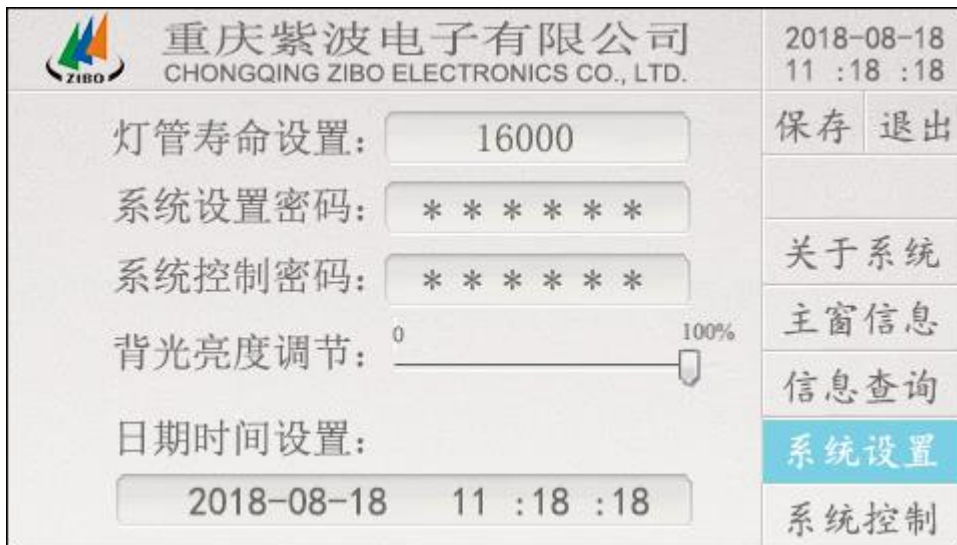 ZIBO
重庆紫波电子有限公司
CHONGQING ZIBO ELECTRONICS CO., LTD.
2018-08-18
11 :18 :18
保存 退出
灯管寿命设置: 16000
系统设置密码: * * * * * *
系统控制密码: * * * * * *
背光亮度调节: 0 100%
日期时间设置:
2018-08-18 11 :18 :18
关于系统
主窗信息
信息查询
系统设置
系统控制